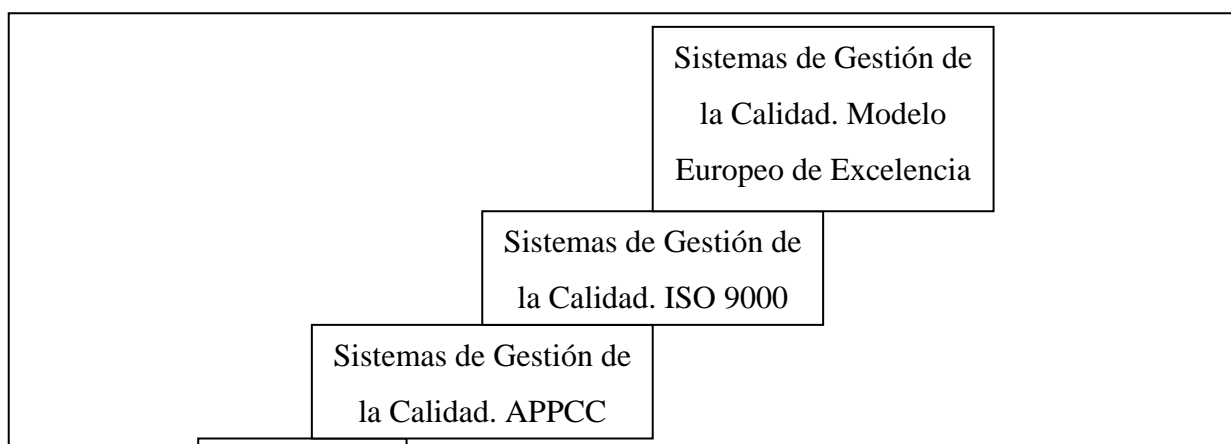 Sistemas de Gestión de
la Calidad. Modelo
Europeo de Excelencia
Sistemas de Gestión de
la Calidad. ISO 9000
Sistemas de Gestión de
la Calidad. APPCC